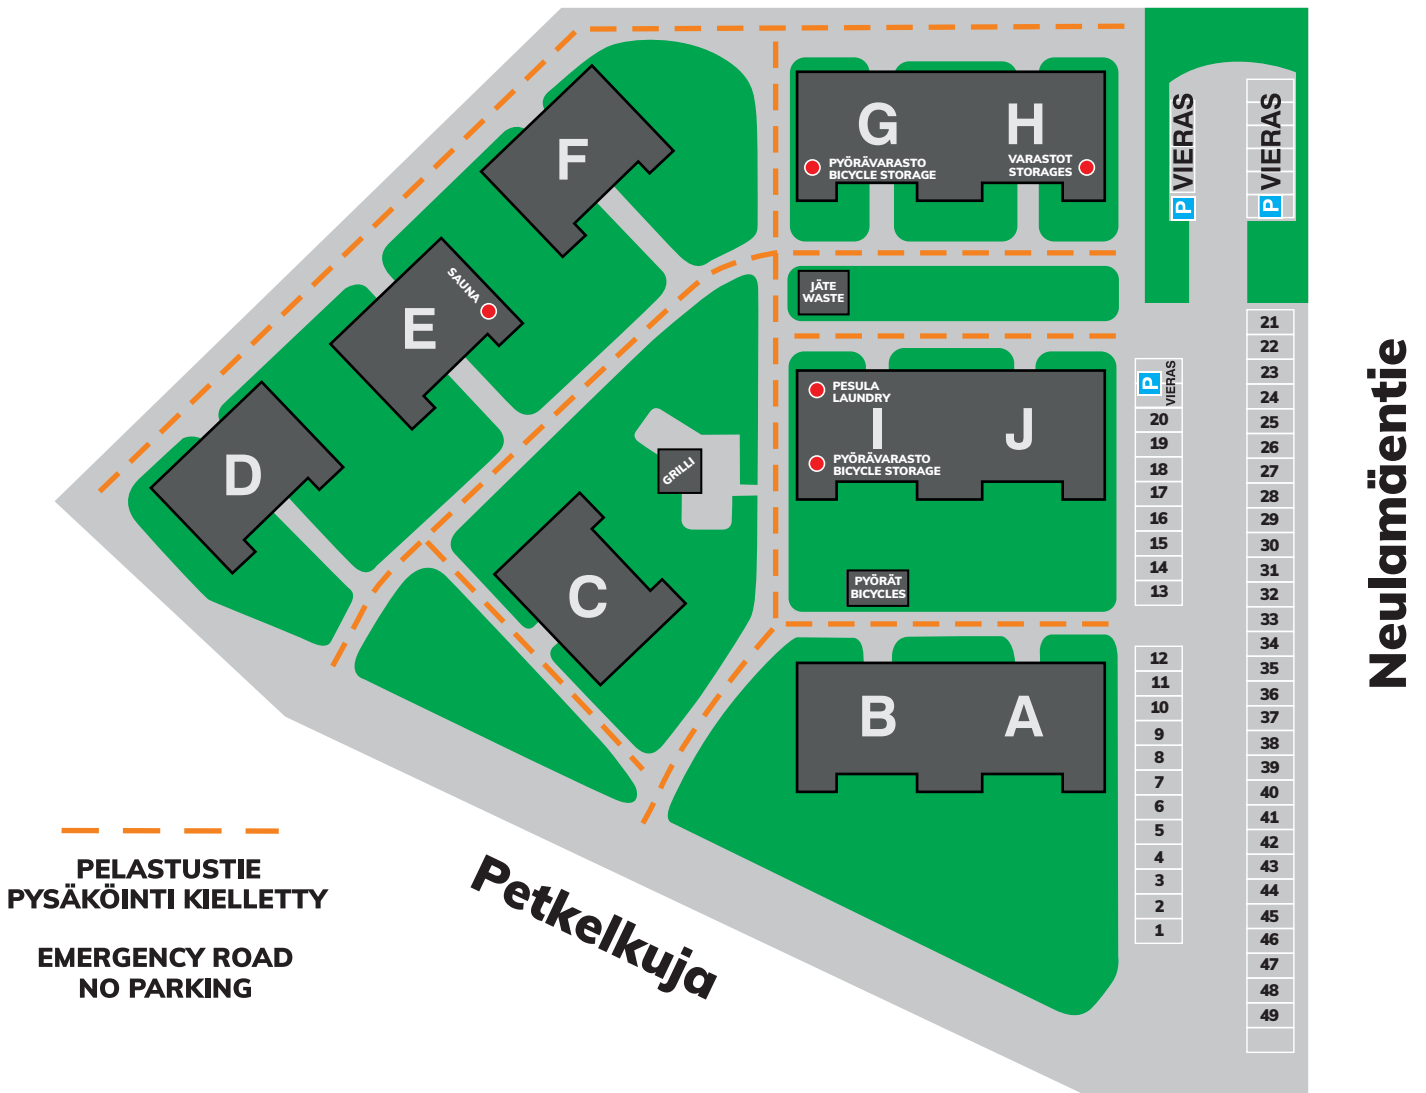 F
G
H
PYÖRÄVARASTO
BICYCLE STORAGE
VARASTOT
STORAGES
P VIERAS
P VIERAS
SAUNA
E
JÄTE
WASTE
D
GRILLI
C
PESULA
LAUNDRY
I
J
PYÖRÄVARASTO
BICYCLE STORAGE
PYÖRÄT
BICYCLES
B
A
P
VIERAS
20
19
18
17
16
15
14
13
12
11
10
9
8
7
6
5
4
3
2
1
21
22
23
24
25
26
27
28
29
30
31
32
33
34
35
36
37
38
39
40
41
42
43
44
45
46
47
48
49
Neulamäentie
Petkelkuja
PELASTUSTIE
PYSÄKÖINTI KIELLETTY
EMERGENCY ROAD
NO PARKING